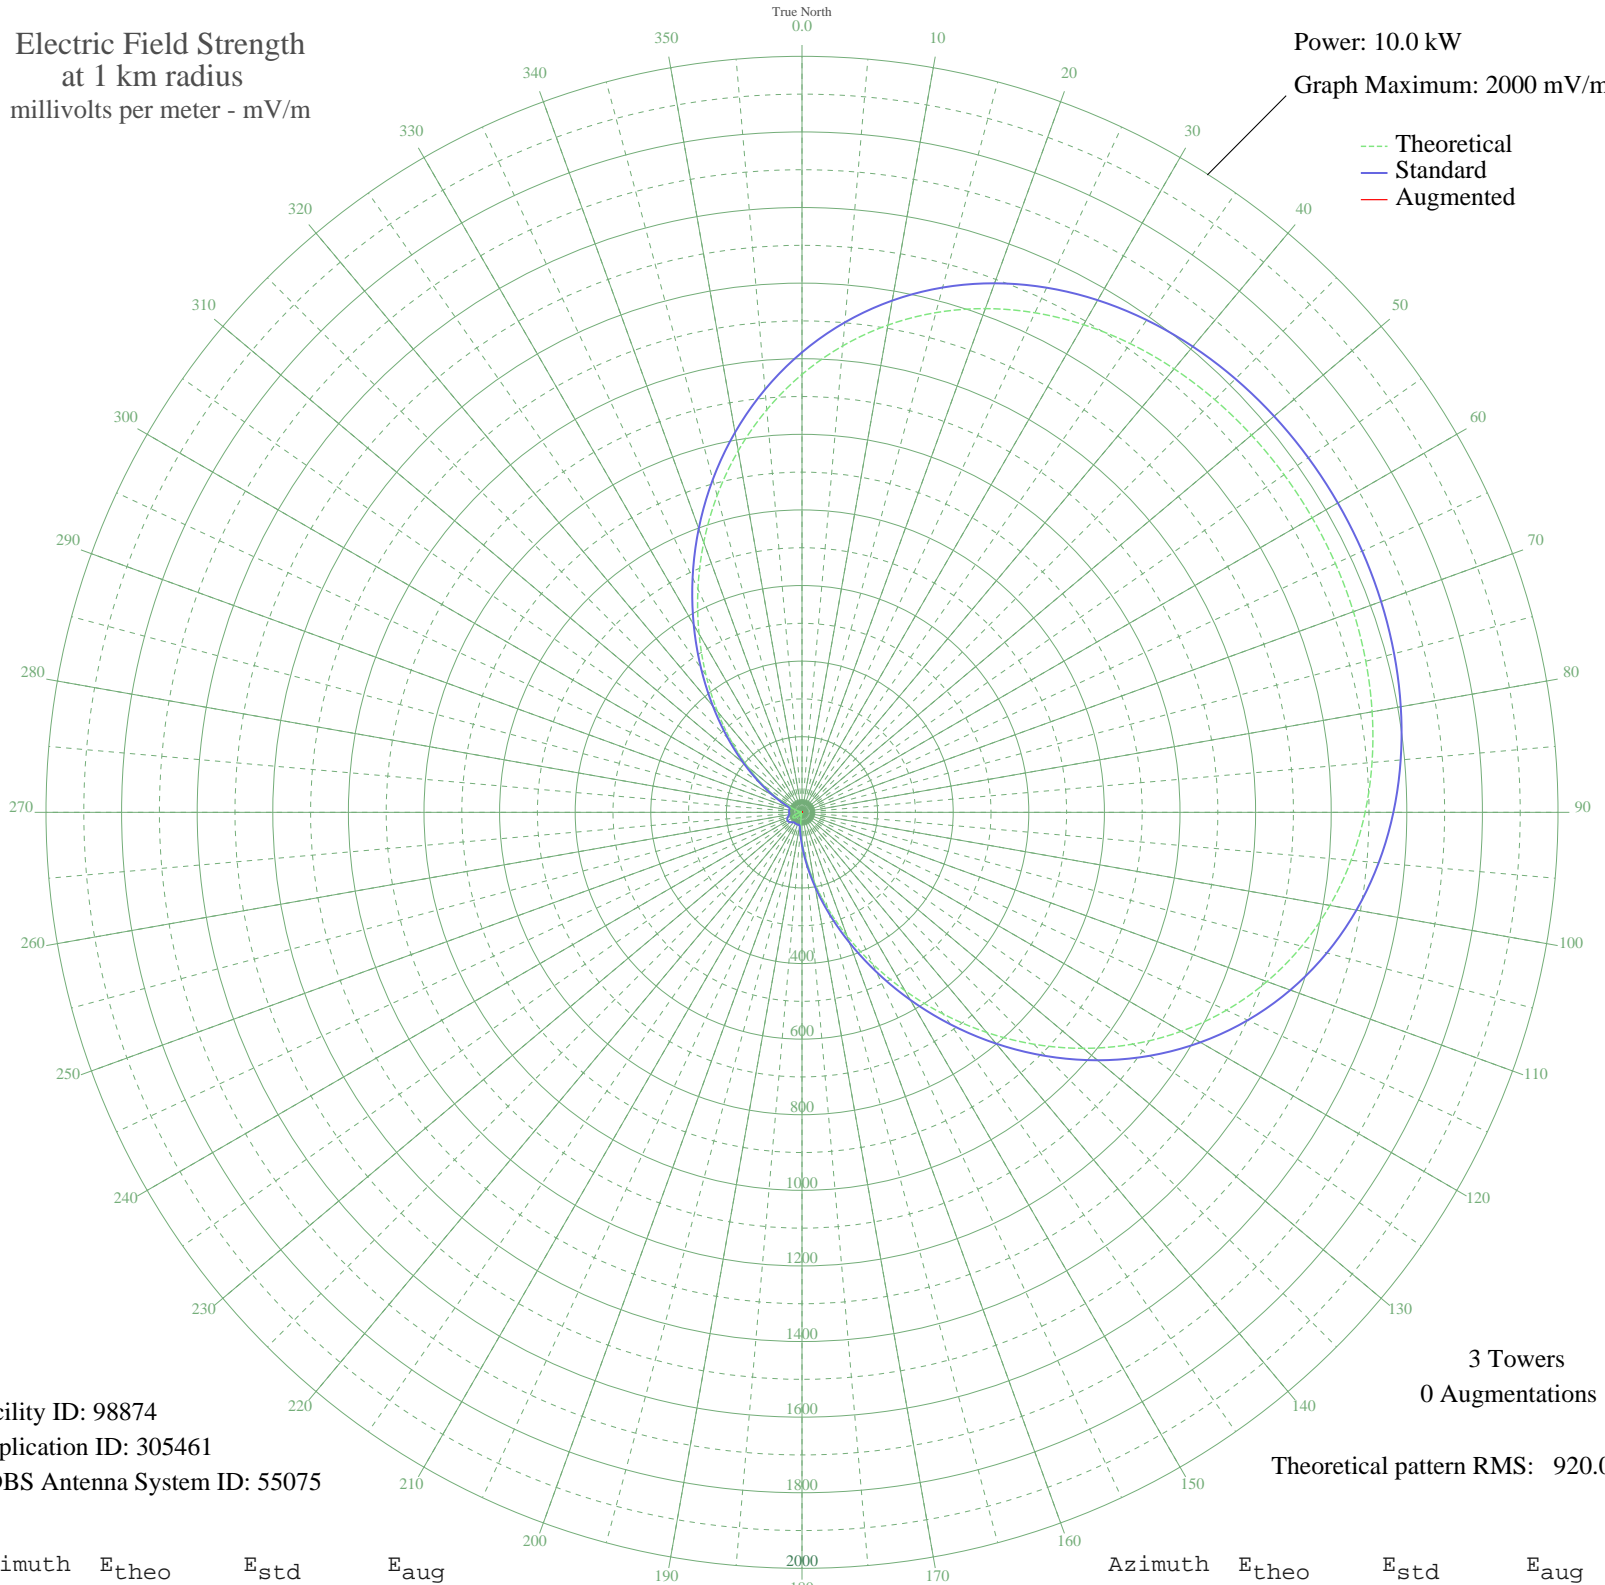 True North
0.0
Electric Field Strength
at 1 km radius
millivolts per meter - mV/m
Power: 10.0 kW
Graph Maximum: 2000 mV/m
Theoretical
Standard
Augmented
10
20
30
40
50
60
70
80
90
100
110
120
130
140
150
160
170
190
200
210
220
230
240
250
260
270
280
290
300
310
320
330
340
350
400
600
800
1000
1200
1400
1600
1800
2000
3 Towers
0 Augmentations
Theoretical pattern RMS: 920.0
cility ID: 98874
plication ID: 305461
DBS Antenna System ID: 55075
imuth Etheo Estd Eaug
Azimuth Etheo Estd Eaug